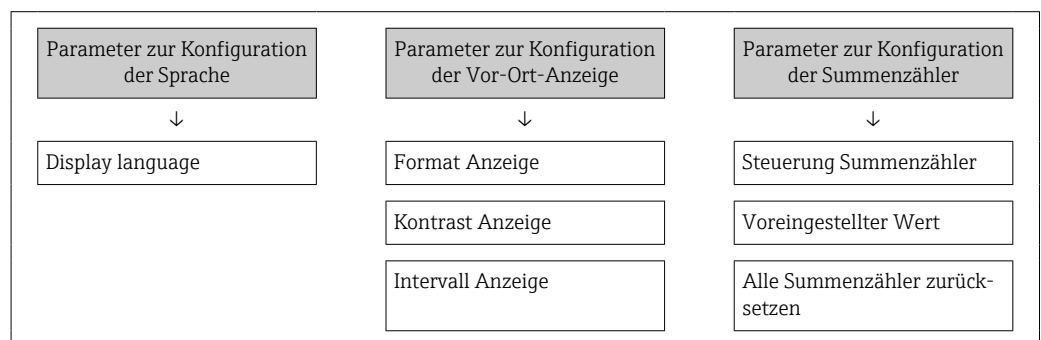 Parameter zur Konfiguration
der Sprache
↓
Display language
Parameter zur Konfiguration
der Vor-Ort-Anzeige
↓
Format Anzeige
Kontrast Anzeige
Intervall Anzeige
Parameter zur Konfiguration
der Summenzähler
↓
Steuerung Summenzähler
Voreingestellter Wert
Alle Summenzähler zurück-
setzen